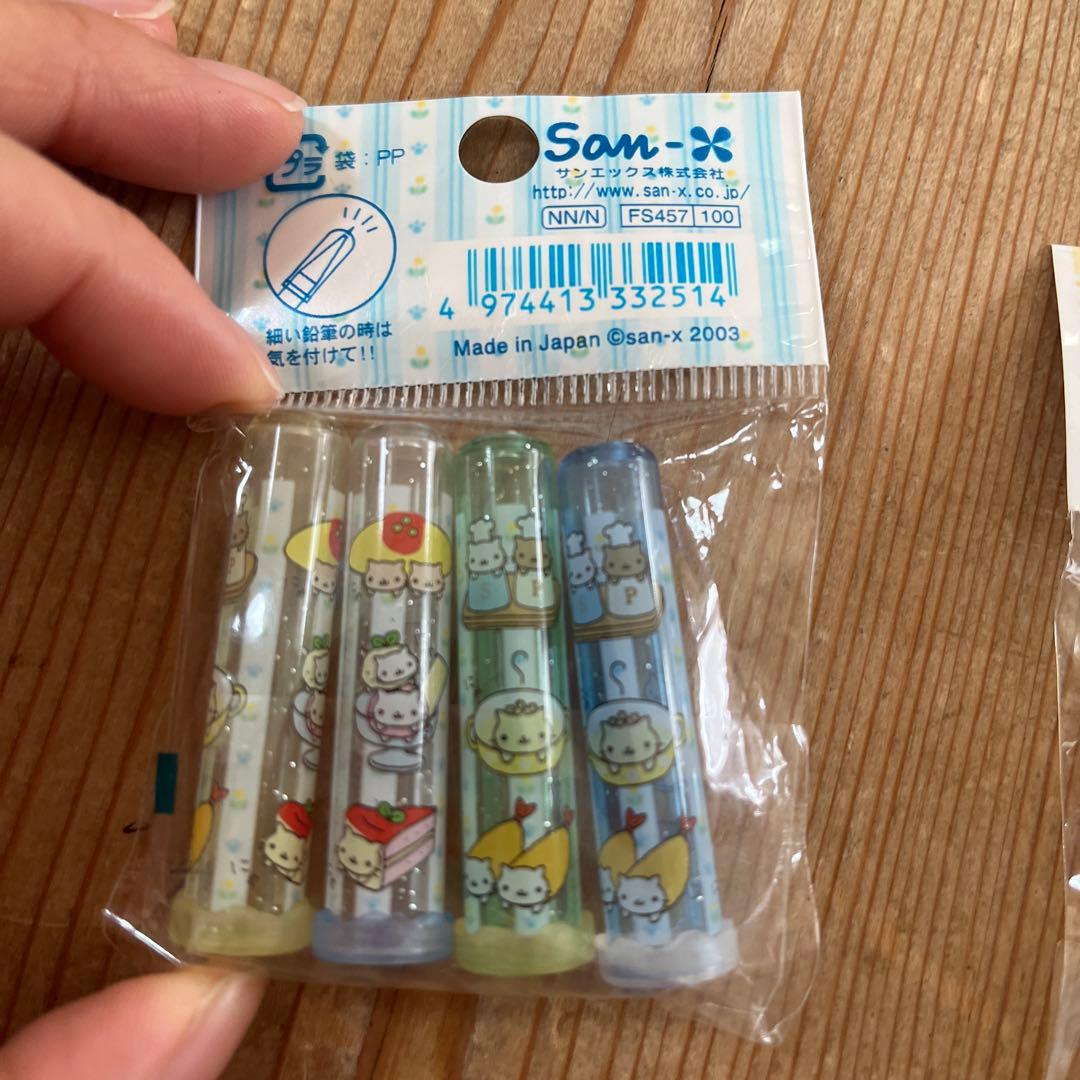 San-X
サンエックス株式会社
http://www.san-x.co.jp/
プラ 袋：PP
NN/N FS457 100
4 974413 332514
細い鉛筆の時は
気を付けて!!
Made in Japan ©san-x 2003
S P
S P